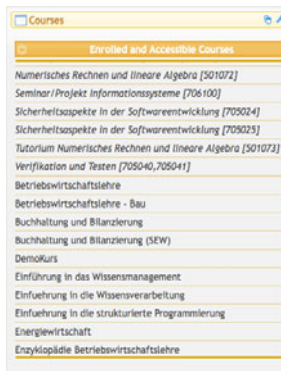 Courses
Enrolled and Accessible Courses
Numerisches Rechnen und lineare Algebra [501072]
Seminar/Projekt Informationssysteme [706100]
Sicherheitsaspekte in der Softwareentwicklung [705024]
Sicherheitsaspekte in der Softwareentwicklung [705025]
Tutorium Numerisches Rechnen und lineare Algebra [501073]
Verifikation und Testen [705040,705041]
Betriebswirtschaftslehre
Betriebswirtschaftslehre - Bau
Buchhaltung und Bilanzierung
Buchhaltung und Bilanzierung (SEW)
DemoKurs
Einführung in das Wissensmanagement
Einfuehrung in die Wissensverarbeitung
Einfuehrung in die strukturierte Programmierung
Energiewirtschaft
Enzyklopädie Betriebswirtschaftslehre